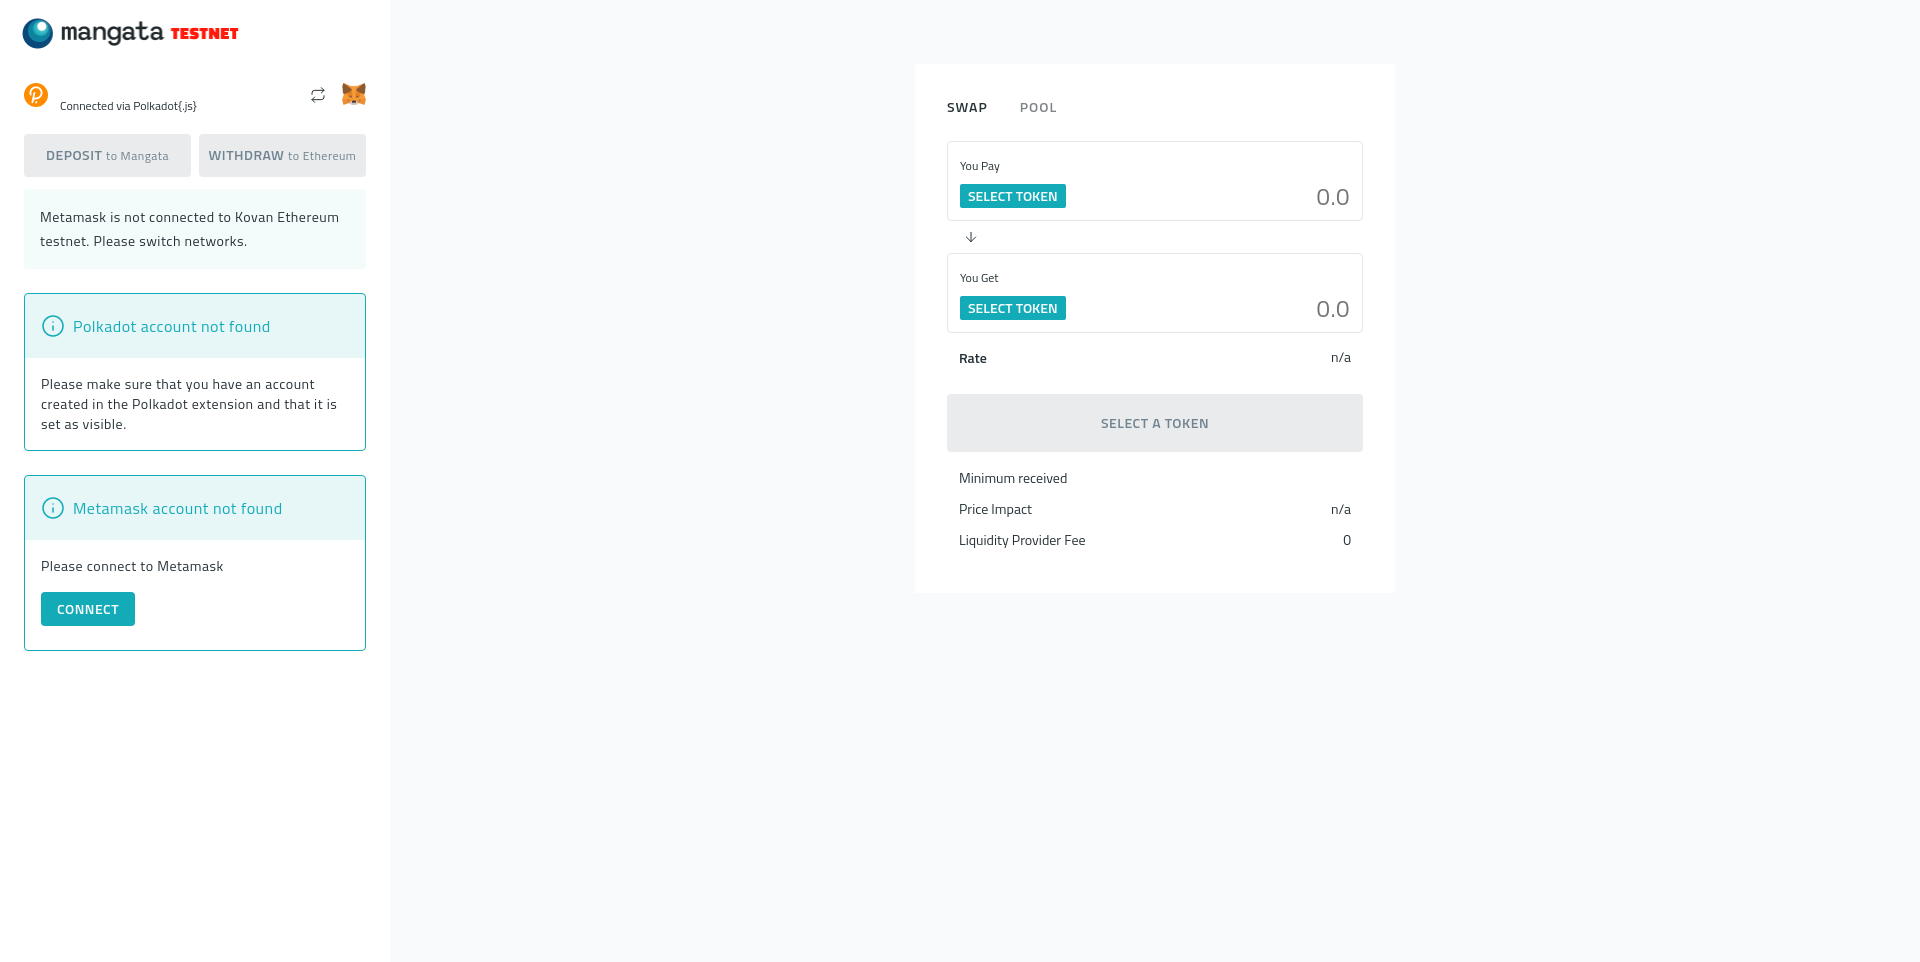 mangata TESTNET
Connected via Polkadot{.js}
DEPOSIT to Mangata
WITHDRAW to Ethereum
Metamask is not connected to Kovan Ethereum
testnet. Please switch networks.
Polkadot account not found
Please make sure that you have an account
created in the Polkadot extension and that it is
set as visible.
Metamask account not found
Please connect to Metamask
CONNECT
SWAP
POOL
You Pay
SELECT TOKEN
0.0
You Get
SELECT TOKEN
0.0
Rate
n/a
SELECT A TOKEN
Minimum received
Price Impact
n/a
Liquidity Provider Fee
0